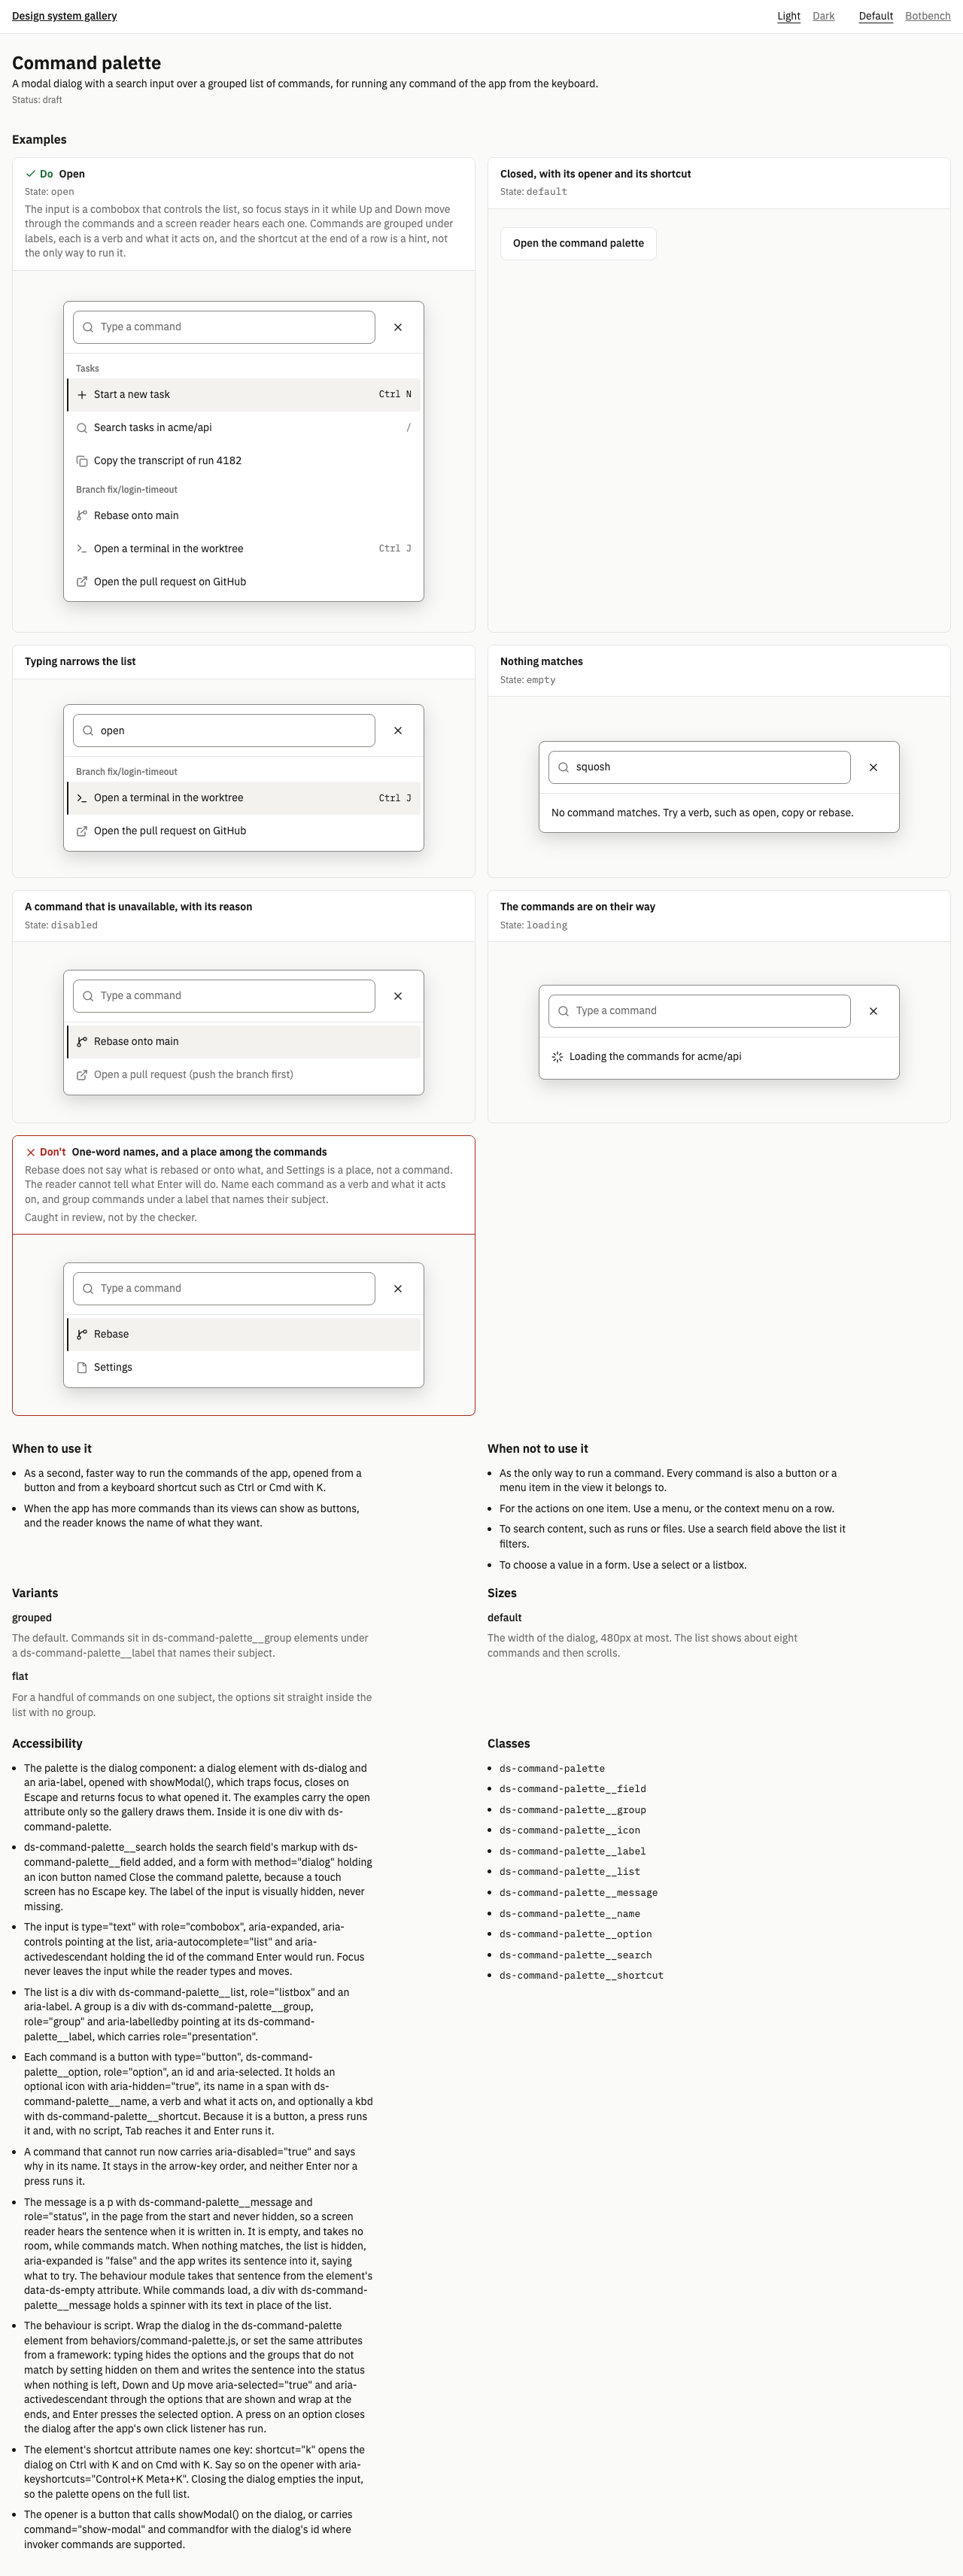 Design system gallery
Light Dark Default Botbench
Command palette
A modal dialog with a search input over a grouped list of commands, for running any command of the app from the keyboard.
Status: draft
Examples
Do Open
State: open
The input is a combobox that controls the list, so focus stays in it while Up and Down move
through the commands and a screen reader hears each one. Commands are grouped under
labels, each is a verb and what it acts on, and the shortcut at the end of a row is a hint, not
the only way to run it.
Type a command
Tasks
Start a new task Ctrl N
Search tasks in acme/api /
Copy the transcript of run 4182
Branch fix/login-timeout
Rebase onto main
Open a terminal in the worktree Ctrl J
Open the pull request on GitHub
Closed, with its opener and its shortcut
State: default
Open the command palette
Typing narrows the list
open
Branch fix/login-timeout
Open a terminal in the worktree Ctrl J
Open the pull request on GitHub
Nothing matches
State: empty
squosh
No command matches. Try a verb, such as open, copy or rebase.
A command that is unavailable, with its reason
State: disabled
Type a command
Rebase onto main
Open a pull request (push the branch first)
The commands are on their way
State: loading
Type a command
Loading the commands for acme/api
Don't One-word names, and a place among the commands
Rebase does not say what is rebased or onto what, and Settings is a place, not a command.
The reader cannot tell what Enter will do. Name each command as a verb and what it acts
on, and group commands under a label that names their subject.
Caught in review, not by the checker.
Type a command
Rebase
Settings
When to use it
As a second, faster way to run the commands of the app, opened from a
button and from a keyboard shortcut such as Ctrl or Cmd with K.
When the app has more commands than its views can show as buttons,
and the reader knows the name of what they want.
When not to use it
As the only way to run a command. Every command is also a button or a
menu item in the view it belongs to.
For the actions on one item. Use a menu, or the context menu on a row.
To search content, such as runs or files. Use a search field above the list it
filters.
To choose a value in a form. Use a select or a listbox.
Variants
grouped
The default. Commands sit in ds-command-palette__group elements under
a ds-command-palette__label that names their subject.
flat
For a handful of commands on one subject, the options sit straight inside the
list with no group.
Sizes
default
The width of the dialog, 480px at most. The list shows about eight
commands and then scrolls.
Accessibility
The palette is the dialog component: a dialog element with ds-dialog and
an aria-label, opened with showModal(), which traps focus, closes on
Escape and returns focus to what opened it. The examples carry the open
attribute only so the gallery draws them. Inside it is one div with ds-
command-palette.
ds-command-palette__search holds the search field's markup with ds-
command-palette__field added, and a form with method="dialog" holding
an icon button named Close the command palette, because a touch
screen has no Escape key. The label of the input is visually hidden, never
missing.
The input is type="text" with role="combobox", aria-expanded, aria-
controls pointing at the list, aria-autocomplete="list" and aria-
activedescendant holding the id of the command Enter would run. Focus
never leaves the input while the reader types and moves.
The list is a div with ds-command-palette__list, role="listbox" and an
aria-label. A group is a div with ds-command-palette__group,
role="group" and aria-labelledby pointing at its ds-command-
palette__label, which carries role="presentation".
Each command is a button with type="button", ds-command-
palette__option, role="option", an id and aria-selected. It holds an
optional icon with aria-hidden="true", its name in a span with ds-
command-palette__name, a verb and what it acts on, and optionally a kbd
with ds-command-palette__shortcut. Because it is a button, a press runs
it and, with no script, Tab reaches it and Enter runs it.
A command that cannot run now carries aria-disabled="true" and says
why in its name. It stays in the arrow-key order, and neither Enter nor a
press runs it.
The message is a p with ds-command-palette__message and
role="status", in the page from the start and never hidden, so a screen
reader hears the sentence when it is written in. It is empty, and takes no
room, while commands match. When nothing matches, the list is hidden,
aria-expanded is "false" and the app writes its sentence into it, saying
what to try. The behaviour module takes that sentence from the element's
data-ds-empty attribute. While commands load, a div with ds-command-
palette__message holds a spinner with its text in place of the list.
The behaviour is script. Wrap the dialog in the ds-command-palette
element from behaviors/command-palette.js, or set the same attributes
from a framework: typing hides the options and the groups that do not
match by setting hidden on them and writes the sentence into the status
when nothing is left, Down and Up move aria-selected="true" and aria-
activedescendant through the options that are shown and wrap at the
ends, and Enter presses the selected option. A press on an option closes
the dialog after the app's own click listener has run.
The element's shortcut attribute names one key: shortcut="k" opens the
dialog on Ctrl with K and on Cmd with K. Say so on the opener with aria-
keyshortcuts="Control+K Meta+K". Closing the dialog empties the input,
so the palette opens on the full list.
The opener is a button that calls showModal() on the dialog, or carries
command="show-modal" and commandfor with the dialog's id where
invoker commands are supported.
Classes
ds-command-palette
ds-command-palette__field
ds-command-palette__group
ds-command-palette__icon
ds-command-palette__label
ds-command-palette__list
ds-command-palette__message
ds-command-palette__name
ds-command-palette__option
ds-command-palette__search
ds-command-palette__shortcut